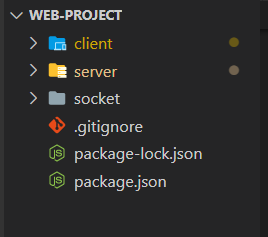 WEB-PROJECT
client
server
socket
.gitignore
package-lock.json
package.json